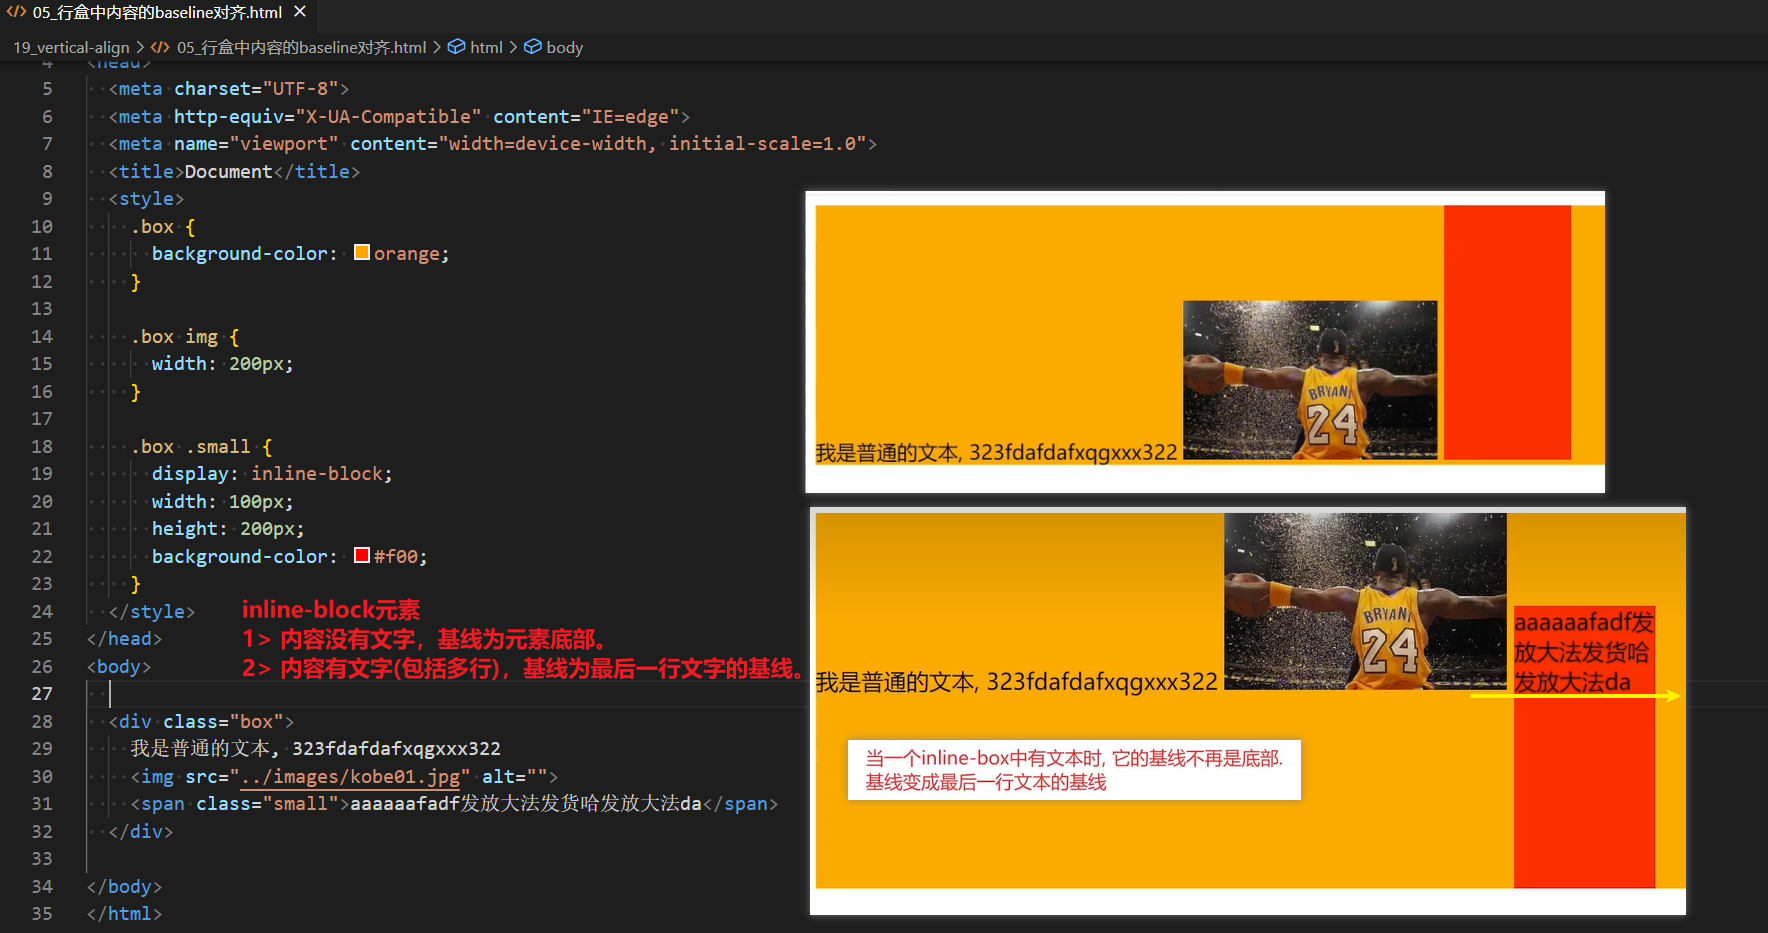 05_行盒中内容的baseline对齐.html ×
19_vertical-align > 05_行盒中内容的baseline对齐.html > html > body
4 <head>
5 <meta charset="UTF-8">
6 <meta http-equiv="X-UA-Compatible" content="IE=edge">
7 <meta name="viewport" content="width=device-width, initial-scale=1.0">
8 <title>Document</title>
9 <style>
10 .box {
11 background-color: orange;
12 }
13
14 .box img {
15 width: 200px;
16 }
17
18 .box .small {
19 display: inline-block;
20 width: 100px;
21 height: 200px;
22 background-color: #f00;
23 }
24 </style>
25 </head>
26 <body>
27
28 <div class="box">
29 我是普通的文本, 323fdafdafxqgxxx322
30 <img src="../images/kobe01.jpg" alt="">
31 <span class="small">aaaaaafadf发放大法发货哈发放大法da</span>
32 </div>
33
34 </body>
35 </html>
inline-block元素
1> 内容没有文字，基线为元素底部。
2> 内容有文字(包括多行)，基线为最后一行文字的基线。
我是普通的文本, 323fdafdafxqgxxx322
BRYANT
24
我是普通的文本, 323fdafdafxqgxxx322
BRYANT
24
aaaaaafadf发
放大法发货哈
发放大法da
当一个inline-box中有文本时, 它的基线不再是底部.
基线变成最后一行文本的基线